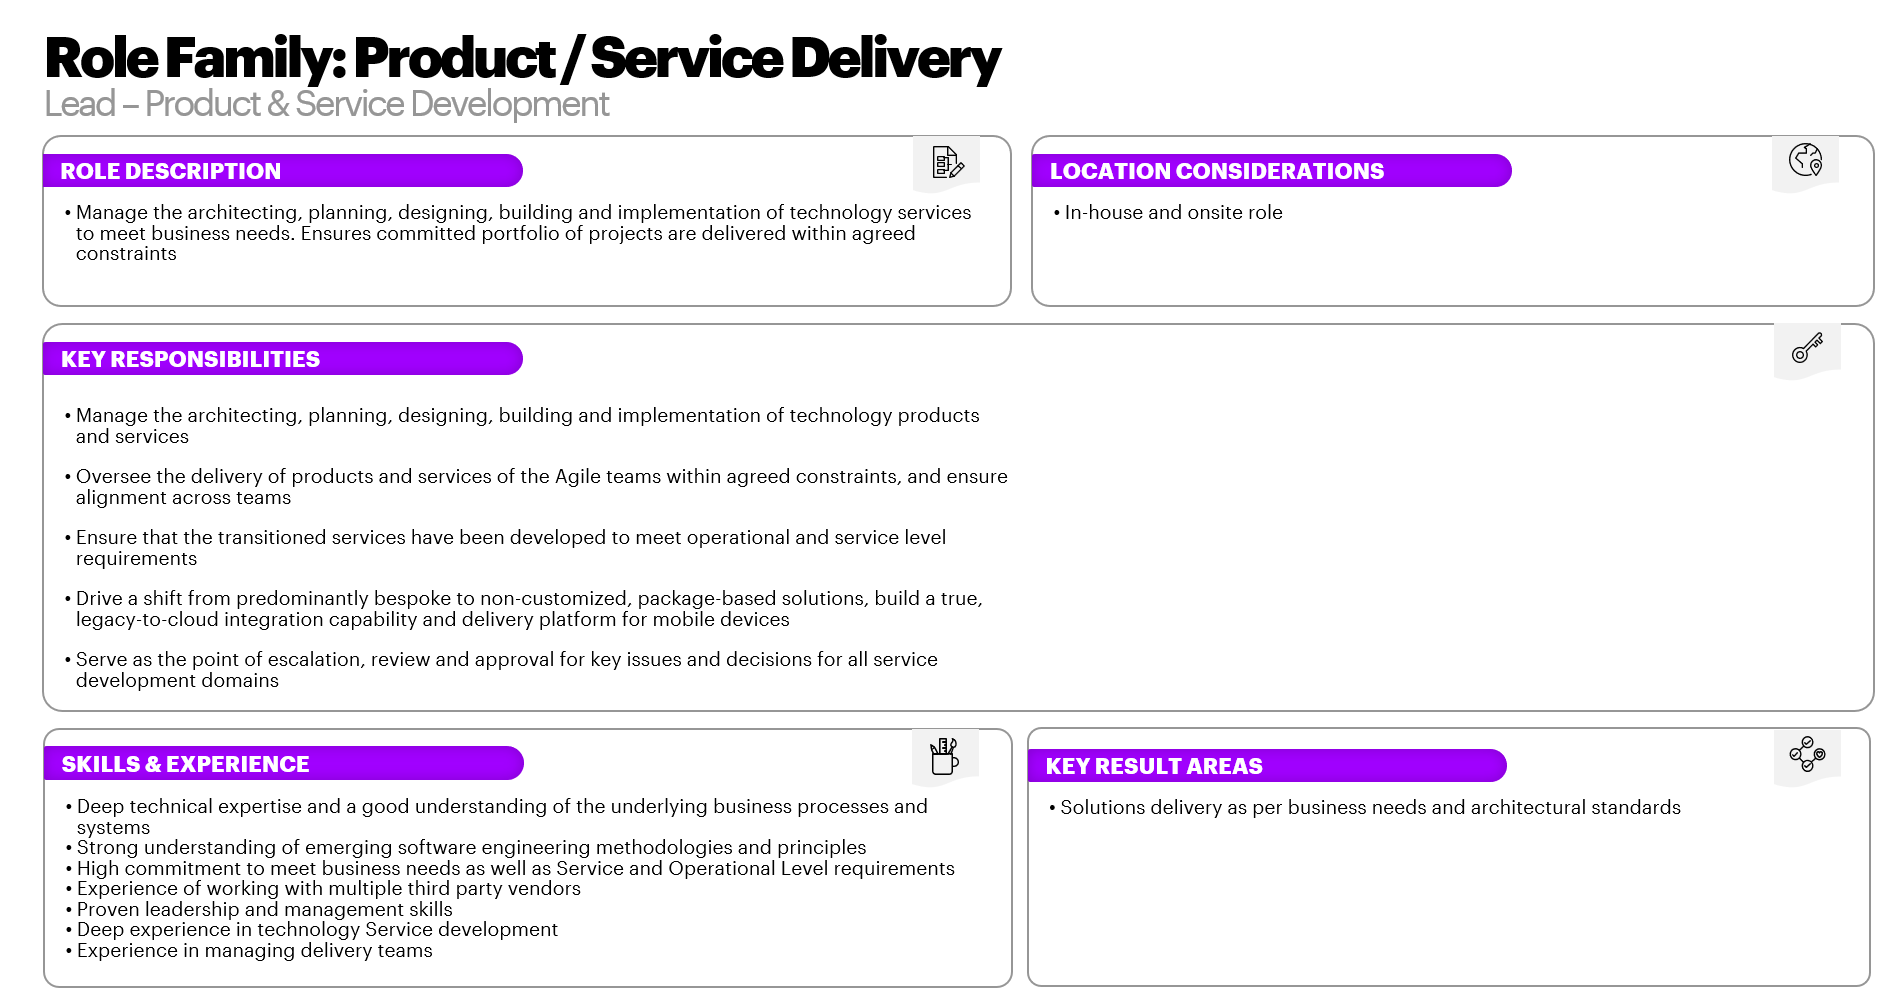 Role Family: Product / Service Delivery
Lead – Product & Service Development
ROLE DESCRIPTION
• Manage the architecting, planning, designing, building and implementation of technology services
to meet business needs. Ensures committed portfolio of projects are delivered within agreed
constraints
LOCATION CONSIDERATIONS
• In-house and onsite role
KEY RESPONSIBILITIES
• Manage the architecting, planning, designing, building and implementation of technology products
and services
• Oversee the delivery of products and services of the Agile teams within agreed constraints, and ensure
alignment across teams
• Ensure that the transitioned services have been developed to meet operational and service level
requirements
• Drive a shift from predominantly bespoke to non-customized, package-based solutions, build a true,
legacy-to-cloud integration capability and delivery platform for mobile devices
• Serve as the point of escalation, review and approval for key issues and decisions for all service
development domains
SKILLS & EXPERIENCE
• Deep technical expertise and a good understanding of the underlying business processes and
systems
• Strong understanding of emerging software engineering methodologies and principles
• High commitment to meet business needs as well as Service and Operational Level requirements
• Experience of working with multiple third party vendors
• Proven leadership and management skills
• Deep experience in technology Service development
• Experience in managing delivery teams
KEY RESULT AREAS
• Solutions delivery as per business needs and architectural standards